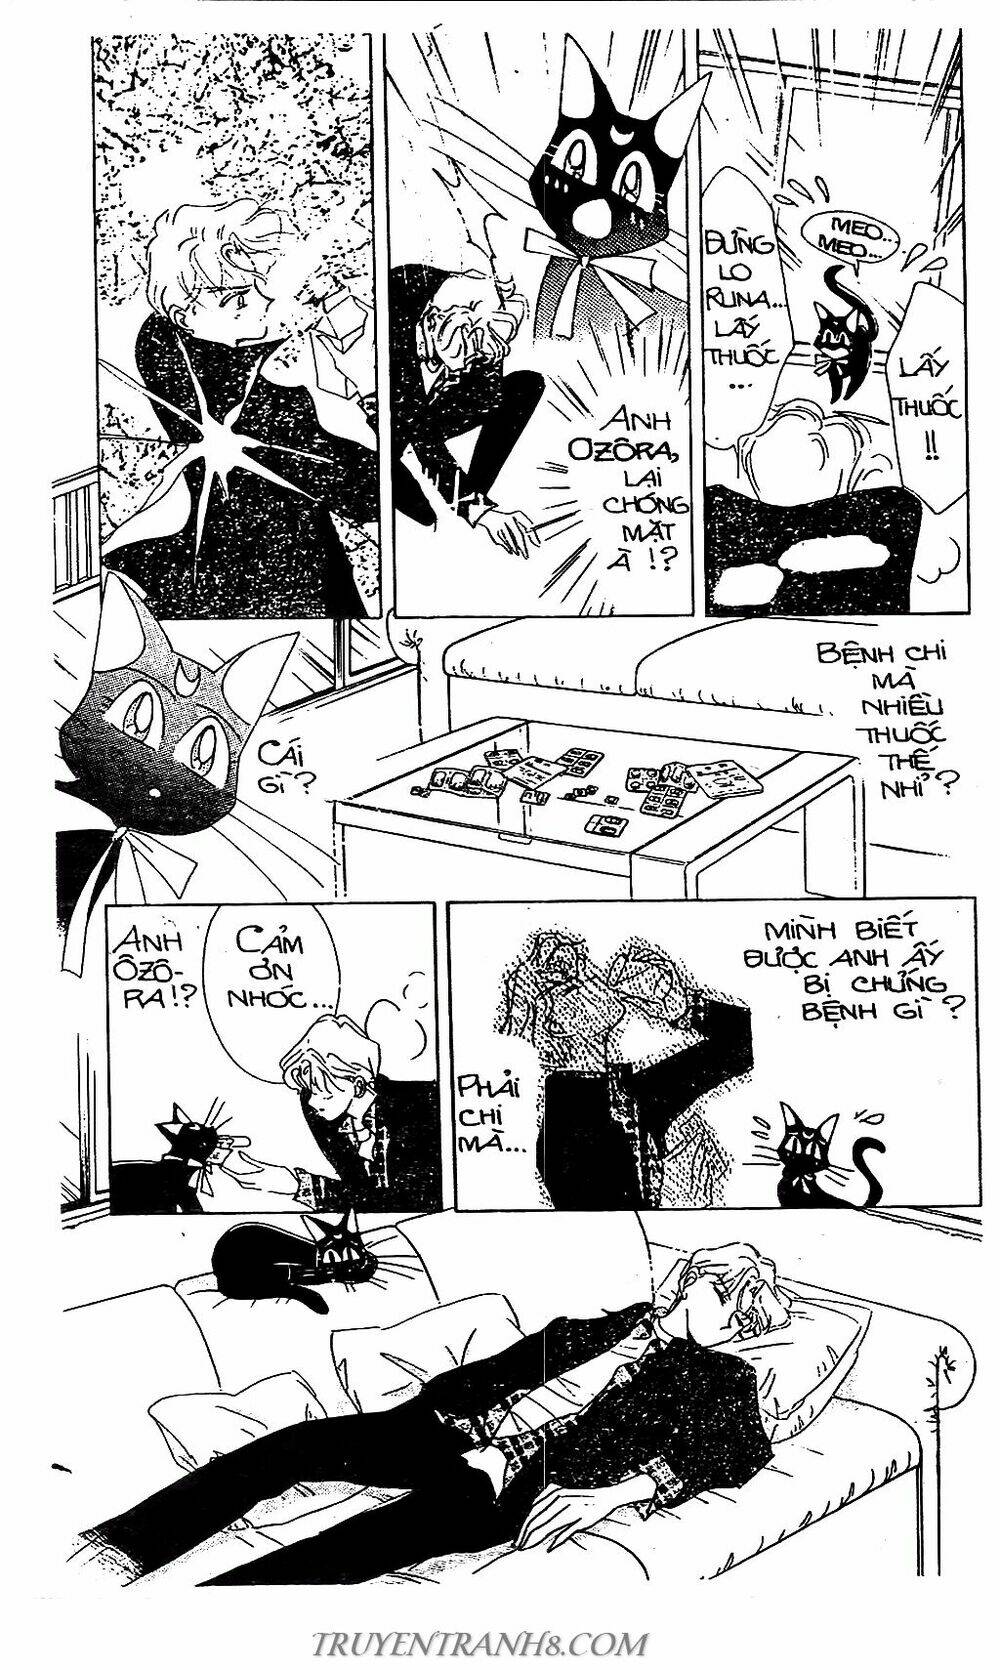 ANH
OZÔRA,
LẠI
CHÓNG
MẶT
À !?
MEO...
MEO...
ĐỪNG
LO
RUNA...
LẤY
THUỐC
...
LẤY
THUỐC
!!
CÁI
GÌ ?
BỆNH CHI
MÀ
NHIỀU
THUỐC
THẾ
NHỈ ?
ANH
ÔZÔ-
RA !?
CẢM
ƠN
NHÓC...
MÌNH BIẾT
ĐƯỢC ANH ẤY
BỊ CHỨNG
BỆNH GÌ ?
PHẢI
CHI
MÀ...
TRUYENTRANH8.COM